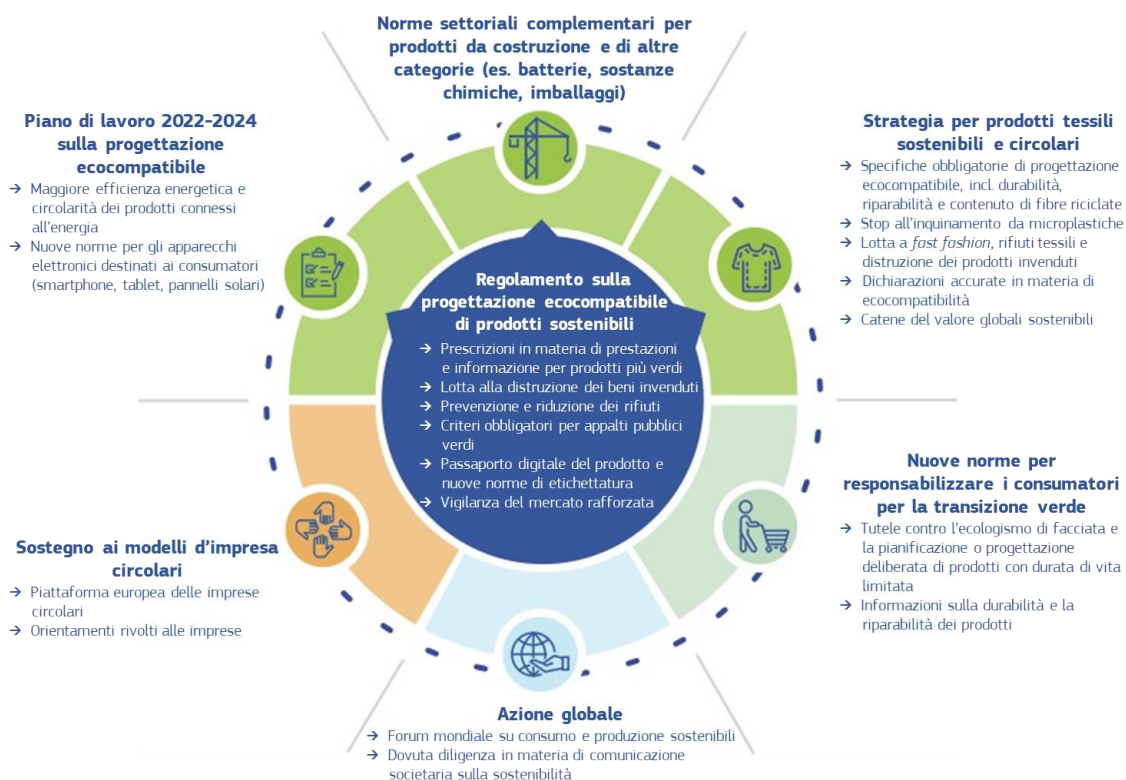 Norme settoriali complementari per
prodotti da costruzione e di altre
categorie (es. batterie, sostanze
chimiche, imballaggi)
Piano di lavoro 2022-2024
sulla progettazione
ecocompatibile
→ Maggiore efficienza energetica e
circolarità dei prodotti connessi
all'energia
→ Nuove norme per gli apparecchi
elettronici destinati ai consumatori
(smartphone, tablet, pannelli solari)
Strategia per prodotti tessili
sostenibili e circolari
→ Specifiche obbligatorie di progettazione
ecocompatibile, incl. durabilità,
riparabilità e contenuto di fibre riciclate
→ Stop all'inquinamento da microplastiche
→ Lotta a fast fashion, rifiuti tessili e
distruzione dei prodotti invenduti
→ Dichiarazioni accurate in materia di
ecocompatibilità
→ Catene del valore globali sostenibili
Regolamento sulla
progettazione ecocompatibile
di prodotti sostenibili
→ Prescrizioni in materia di prestazioni
e informazione per prodotti più verdi
→ Lotta alla distruzione dei beni invenduti
→ Prevenzione e riduzione dei rifiuti
→ Criteri obbligatori per appalti pubblici
verdi
→ Passaporto digitale del prodotto e
nuove norme di etichettatura
→ Vigilanza del mercato rafforzata
Nuove norme per
responsabilizzare i consumatori
per la transizione verde
→ Tutele contro l'ecologismo di facciata e
la pianificazione o progettazione
deliberata di prodotti con durata di vita
limitata
→ Informazioni sulla durabilità e la
riparabilità dei prodotti
Sostegno ai modelli d'impresa
circolari
→ Piattaforma europea delle imprese
circolari
→ Orientamenti rivolti alle imprese
Azione globale
→ Forum mondiale su consumo e produzione sostenibili
→ Dovuta diligenza in materia di comunicazione
societaria sulla sostenibilità